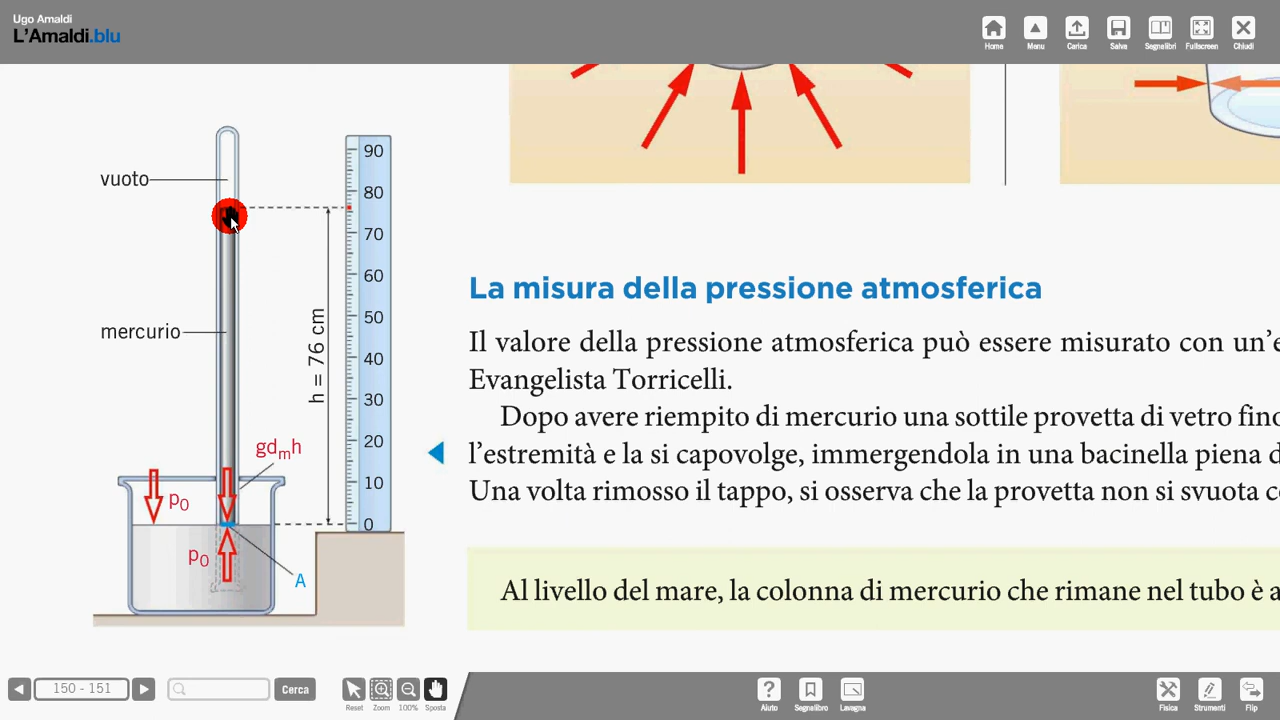 Ugo Amaldi
L'Amaldi.blu
Home
Menu
Carica
Salva
Segnalibri
Fullscreen
Chiudi
vuoto
mercurio
h = 76 cm
90
80
70
60
50
40
30
20
10
0
gdmh
p0
p0
A
La misura della pressione atmosferica
Il valore della pressione atmosferica può essere misurato con un'e
Evangelista Torricelli.
Dopo avere riempito di mercurio una sottile provetta di vetro fino
l'estremità e la si capovolge, immergendola in una bacinella piena d
Una volta rimosso il tappo, si osserva che la provetta non si svuota co
Al livello del mare, la colonna di mercurio che rimane nel tubo è a
150 - 151
Cerca
Reset
Zoom
100%
Sposta
Aiuto
Segnalibro
Lavagna
Fisica
Strumenti
Flip